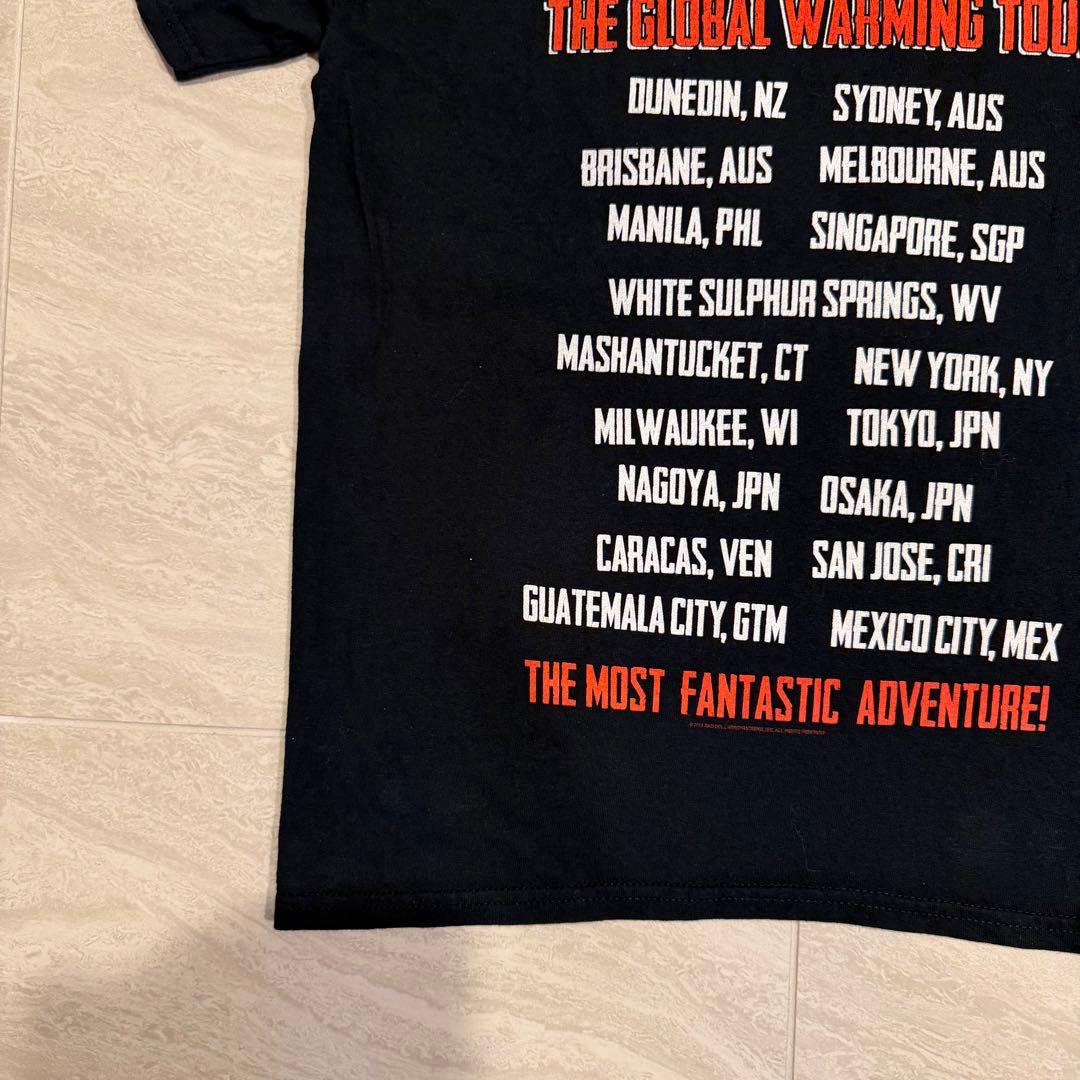 THE GLOBAL WARMING TOU
DUNEDIN, NZ SYDNEY, AUS
BRISBANE, AUS MELBOURNE, AUS
MANILA, PHL SINGAPORE, SGP
WHITE SULPHUR SPRINGS, WV
MASHANTUCKET, CT NEW YORK, NY
MILWAUKEE, WI TOKYO, JPN
NAGOYA, JPN OSAKA, JPN
CARACAS, VEN SAN JOSE, CRI
GUATEMALA CITY, GTM MEXICO CITY, MEX
THE MOST FANTASTIC ADVENTURE!